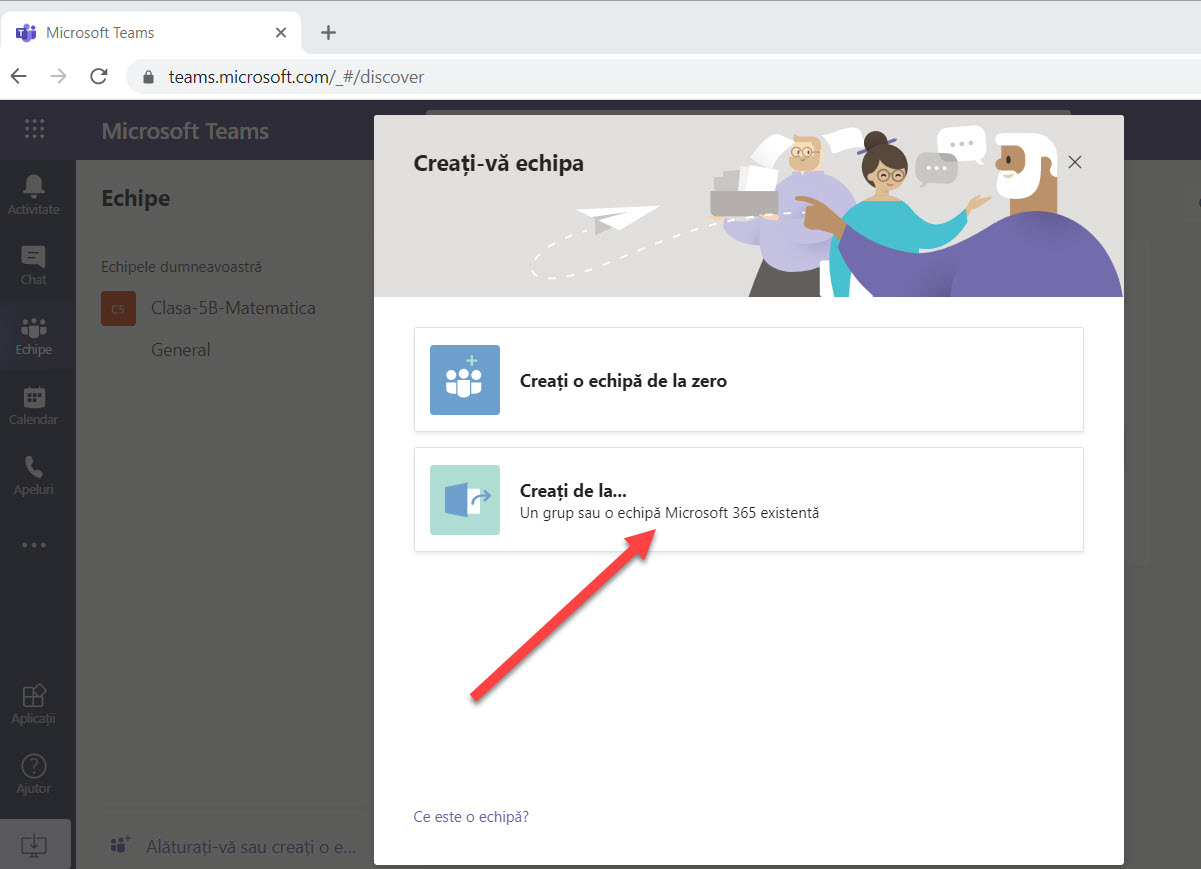 Microsoft Teams
teams.microsoft.com/_#/discover
Microsoft Teams
Activitate
Chat
Echipe
Calendar
Apeluri
Aplicații
Ajutor
Echipe
Echipele dumneavoastră
C5
Clasa-5B-Matematica
General
Alăturați-vă sau creați o e...
Creați-vă echipa
Creați o echipă de la zero
Creați de la...
Un grup sau o echipă Microsoft 365 existentă
Ce este o echipă?